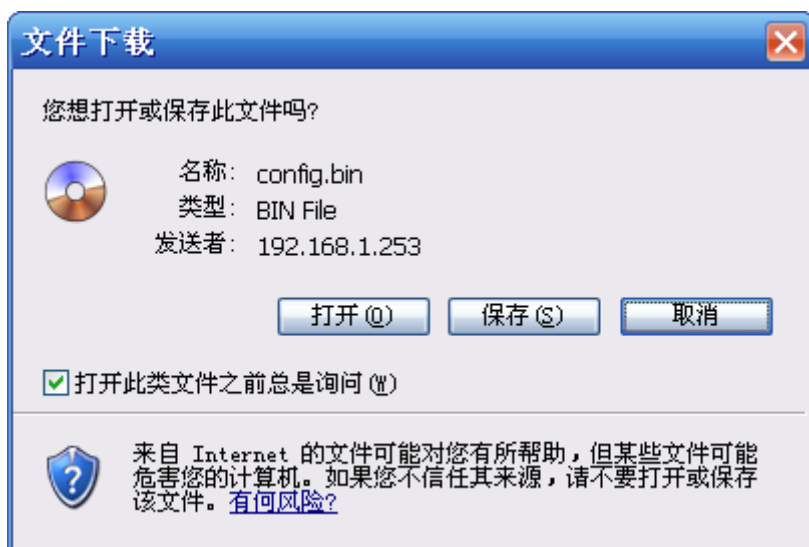 文件下载
您想打开或保存此文件吗?
名称: config.bin
类型: BIN File
发送者: 192.168.1.253
打开(O) 保存(S) 取消
打开此类文件之前总是询问(W)
来自 Internet 的文件可能对您有所帮助,但某些文件可能
危害您的计算机。如果您不信任其来源,请不要打开或保存
该文件。有何风险?